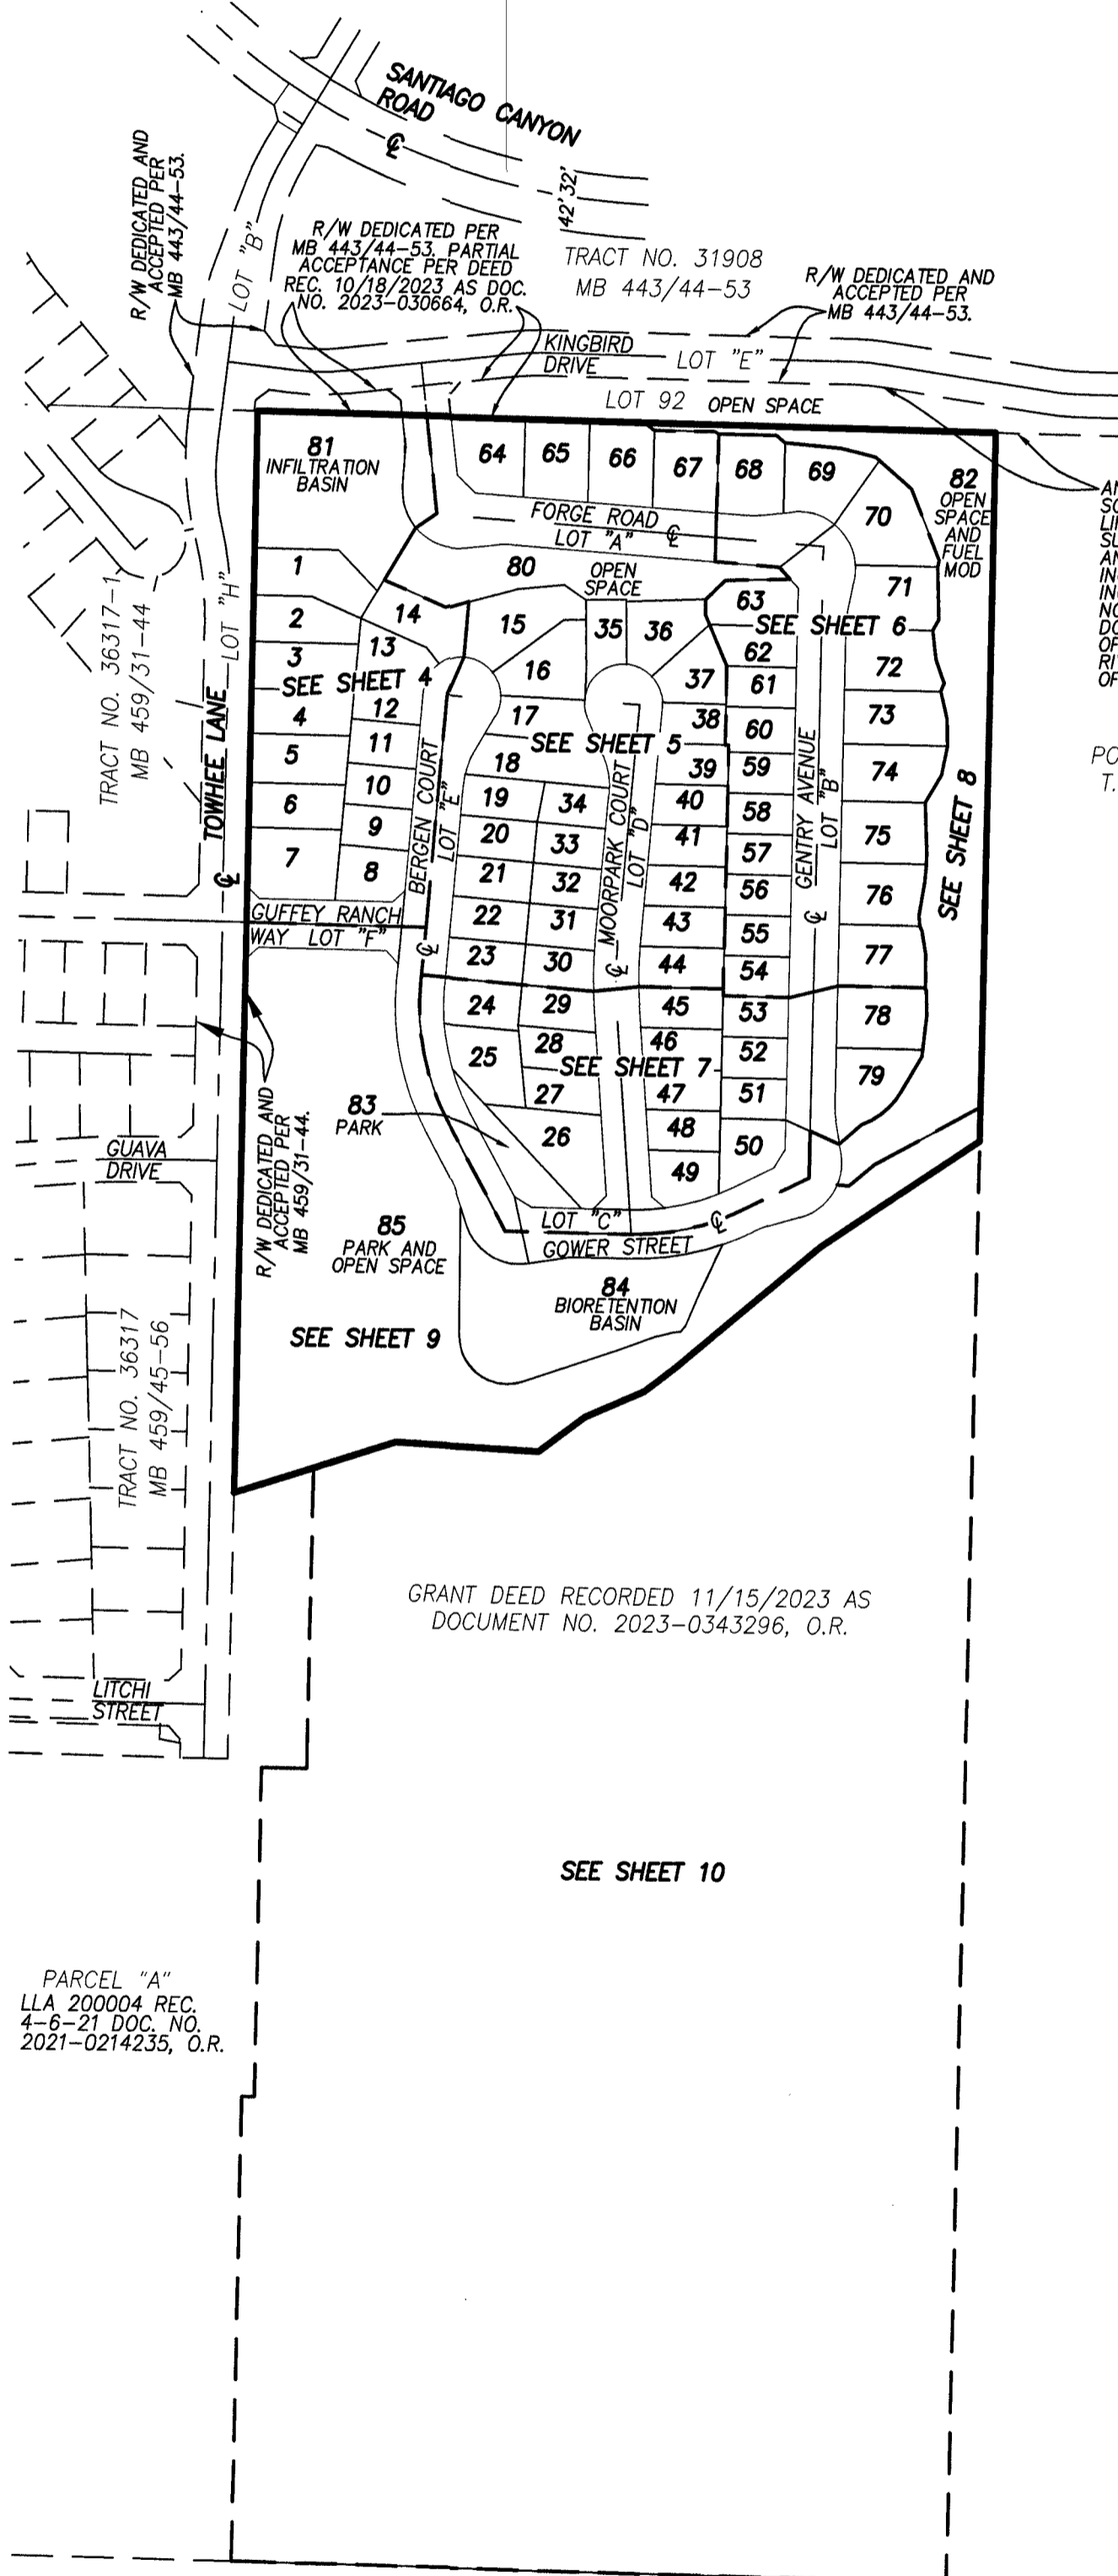 SANTIAGO CANYON
ROAD
℄
42' 32'
R/W DEDICATED AND
ACCEPTED PER
MB 443/44-53.
LOT "B"
R/W DEDICATED PER
MB 443/44-53. PARTIAL
ACCEPTANCE PER DEED
REC. 10/18/2023 AS DOC.
NO. 2023-030664, O.R.
TRACT NO. 31908
MB 443/44-53
R/W DEDICATED AND
ACCEPTED PER
MB 443/44-53.
KINGBIRD
DRIVE
LOT "E"
LOT 92 OPEN SPACE
81
INFILTRATION
BASIN
64
65
66
67
68
69
70
71
82
OPEN
SPACE
AND
FUEL
MOD
FORGE ROAD
LOT "A"
℄
80
OPEN
SPACE
TRACT NO. 36317-1
MB 459/31-44
LOT "H"
TOWHEE LANE
℄
1
2
3
SEE SHEET 4
4
5
6
7
14
13
12
11
10
9
8
BERGEN COURT
LOT "E"
℄
15
16
17
SEE SHEET 5
18
19
20
21
22
23
24
25
35
36
37
38
39
40
41
42
43
44
45
46
47
48
49
34
33
32
31
30
29
28
SEE SHEET 7
27
26
MOORPARK COURT
LOT "D"
℄
63
SEE SHEET 6
62
61
60
59
58
57
56
55
54
53
52
51
50
GENTRY AVENUE
LOT "B"
℄
72
73
74
75
76
77
78
79
SEE SHEET 8
GUFFEY RANCH
WAY LOT "F"
83
PARK
R/W DEDICATED AND
ACCEPTED PER
MB 459/31-44.
GUAVA
DRIVE
85
PARK AND
OPEN SPACE
LOT "C"
GOWER STREET
℄
84
BIORETENTION
BASIN
SEE SHEET 9
TRACT NO. 36317
MB 459/45-56
GRANT DEED RECORDED 11/15/2023 AS
DOCUMENT NO. 2023-0343296, O.R.
LITCHI
STREET
SEE SHEET 10
PARCEL "A"
LLA 200004 REC.
4-6-21 DOC. NO.
2021-0214235, O.R.